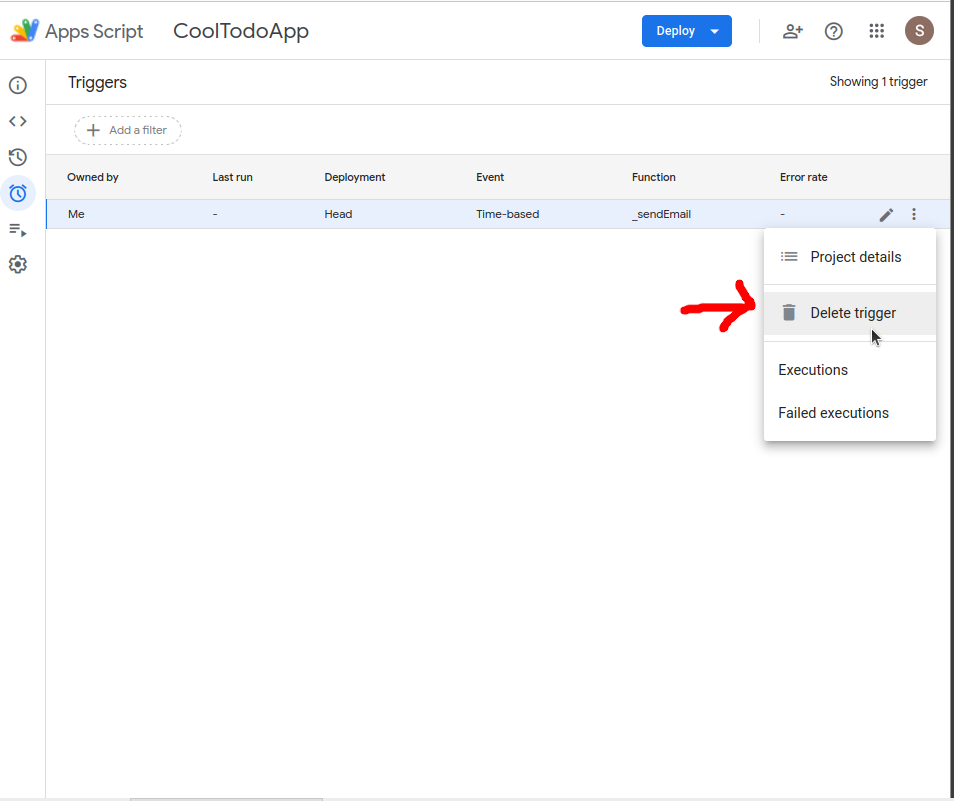 Apps Script CoolTodoApp Deploy S
Triggers Showing 1 trigger
Add a filter
Owned by Last run Deployment Event Function Error rate
Me - Head Time-based _sendEmail -
Project details
Delete trigger
Executions
Failed executions